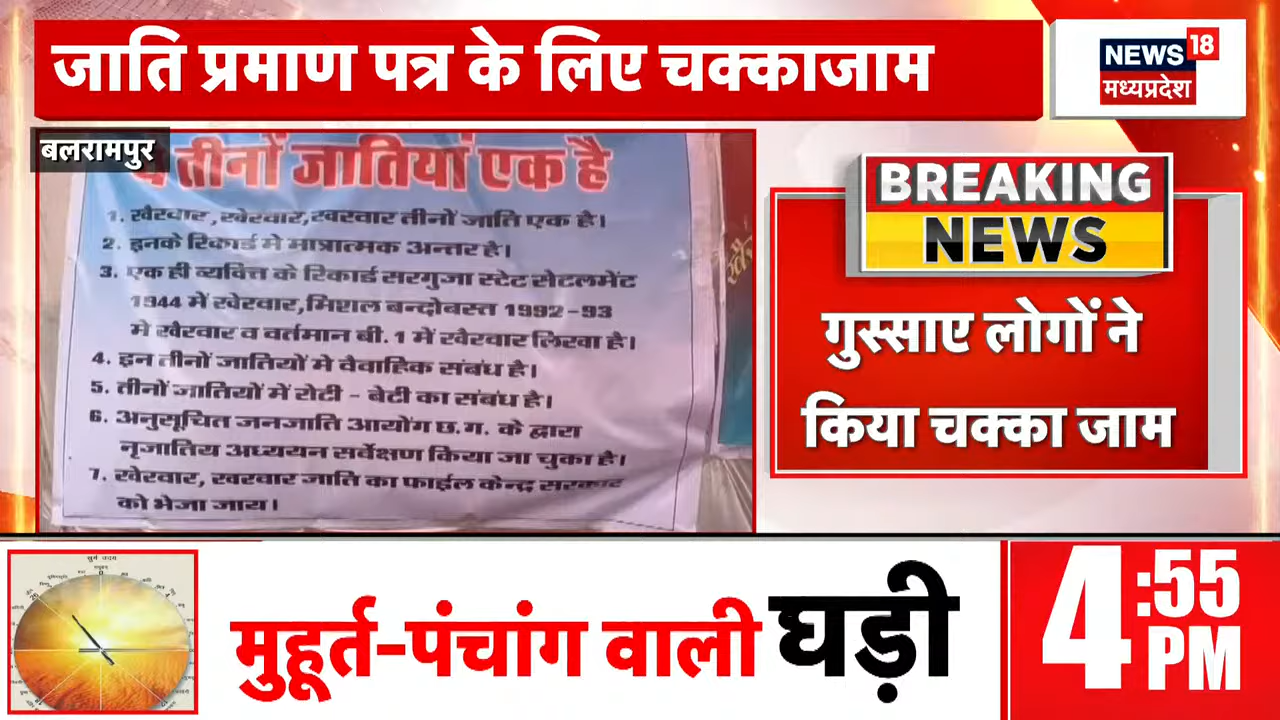 जाति प्रमाण पत्र के लिए चक्काजाम
NEWS 18
मध्यप्रदेश
बलरामपुर
तीनों जातियां एक है
1. खैरवार, खेरवार, खरवार तीनों जाति एक है।
2. इनके रिकार्ड मे मात्रात्मक अन्तर है।
3. एक ही व्यक्ति के रिकार्ड सरगुजा स्टेट सेटलमेंट
1944 में खेरवार, मिशल बन्दोबस्त 1992-93
मे खैरवार व वर्तमान बी. 1 में खैरवार लिखा है।
4. इन तीनों जातियों मे वैवाहिक संबंध है।
5. तीनों जातियों में रोटी - बेटी का संबंध है।
6. अनुसूचित जनजाति आयोग छ.ग. के द्वारा
नृजातिय अध्ययन सर्वेक्षण किया जा चुका है।
7. खेरवार, खरवार जाति का फाईल केन्द्र सरकार
को भेजा जाय।
BREAKING
NEWS
गुस्साए लोगों ने
किया चक्का जाम
मुहूर्त-पंचांग वाली घड़ी
4:55
PM